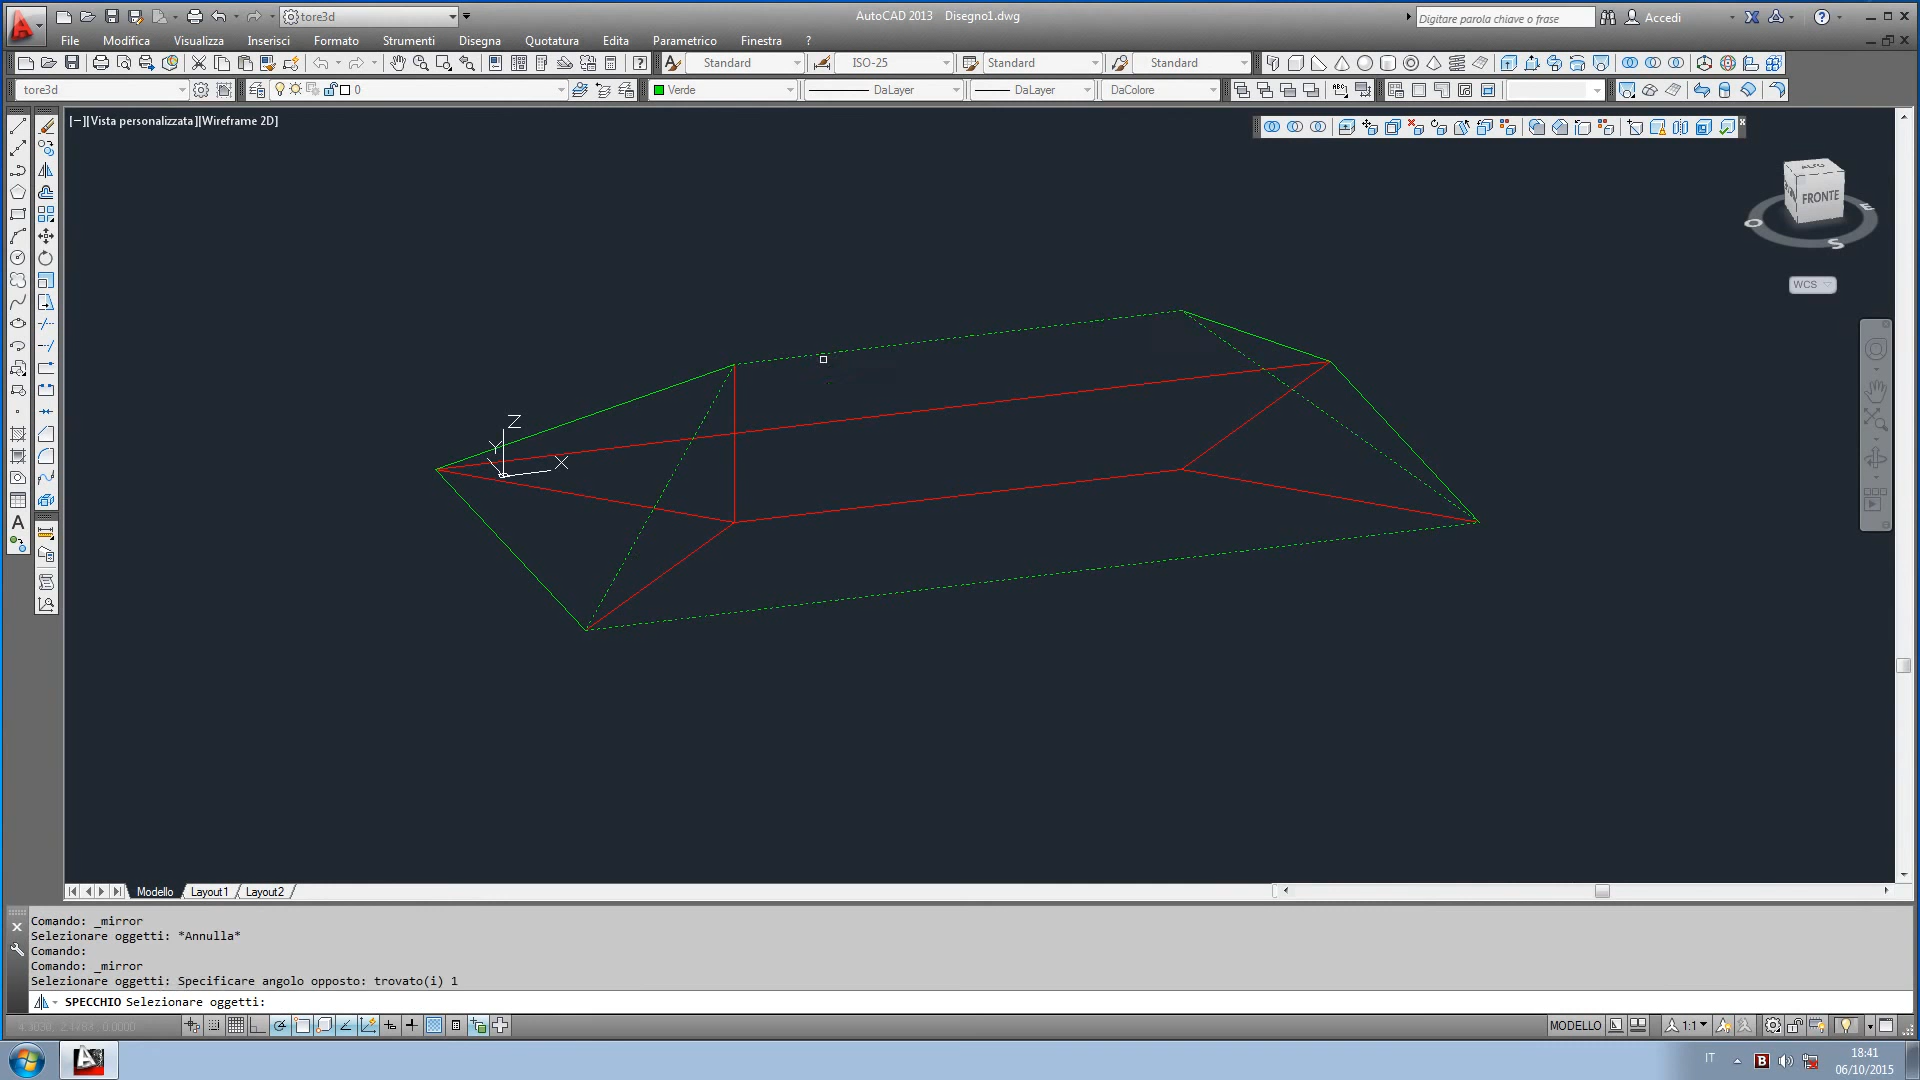 tore3d
AutoCAD 2013 Disegno1.dwg
Digitare parola chiave o frase
Accedi
File Modifica Visualizza Inserisci Formato Strumenti Disegna Quotatura Edita Parametrico Finestra ?
Standard ISO-25 Standard Standard
tore3d 0 Verde DaLayer DaLayer DaColore
[−][Vista personalizzata][Wireframe 2D]
ALTO
FRONTE
O S E
WCS
Z
Y X
Modello Layout1 Layout2
Comando: _mirror
Selezionare oggetti: *Annulla*
Comando:
Comando: _mirror
Selezionare oggetti: Specificare angolo opposto: trovato(i) 1
SPECCHIO Selezionare oggetti:
MODELLO 1:1
IT
18:41
06/10/2015